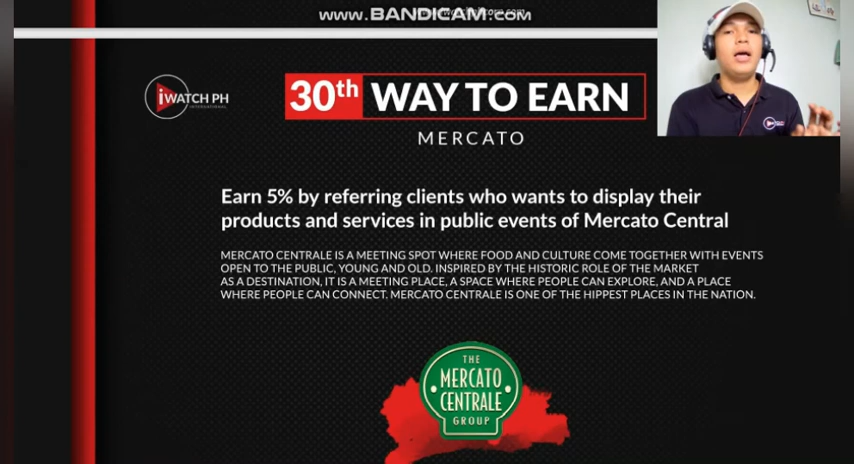 www.BANDICAM.com
iWATCH PH
INTERNATIONAL
30th WAY TO EARN
MERCATO
Earn 5% by referring clients who wants to display their
products and services in public events of Mercato Central
MERCATO CENTRALE IS A MEETING SPOT WHERE FOOD AND CULTURE COME TOGETHER WITH EVENTS
OPEN TO THE PUBLIC, YOUNG AND OLD. INSPIRED BY THE HISTORIC ROLE OF THE MARKET
AS A DESTINATION, IT IS A MEETING PLACE, A SPACE WHERE PEOPLE CAN EXPLORE, AND A PLACE
WHERE PEOPLE CAN CONNECT. MERCATO CENTRALE IS ONE OF THE HIPPEST PLACES IN THE NATION.
THE
MERCATO
CENTRALE
GROUP